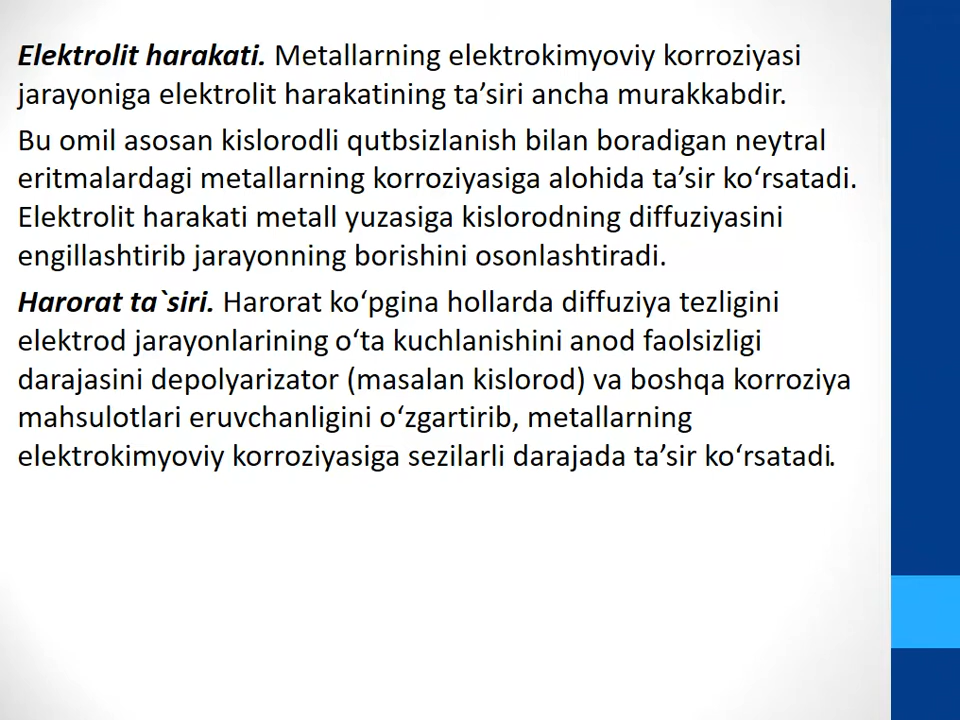 Elektrolit harakati. Metallarning elektrokimyoviy korroziyasi
jarayoniga elektrolit harakatining ta’siri ancha murakkabdir.
Bu omil asosan kislorodli qutbsizlanish bilan boradigan neytral
eritmalardagi metallarning korroziyasiga alohida ta’sir ko‘rsatadi.
Elektrolit harakati metall yuzasiga kislorodning diffuziyasini
engillashtirib jarayonning borishini osonlashtiradi.
Harorat ta`siri. Harorat ko‘pgina hollarda diffuziya tezligini
elektrod jarayonlarining o‘ta kuchlanishini anod faolsizligi
darajasini depolyarizator (masalan kislorod) va boshqa korroziya
mahsulotlari eruvchanligini o‘zgartirib, metallarning
elektrokimyoviy korroziyasiga sezilarli darajada ta’sir ko‘rsatadi.